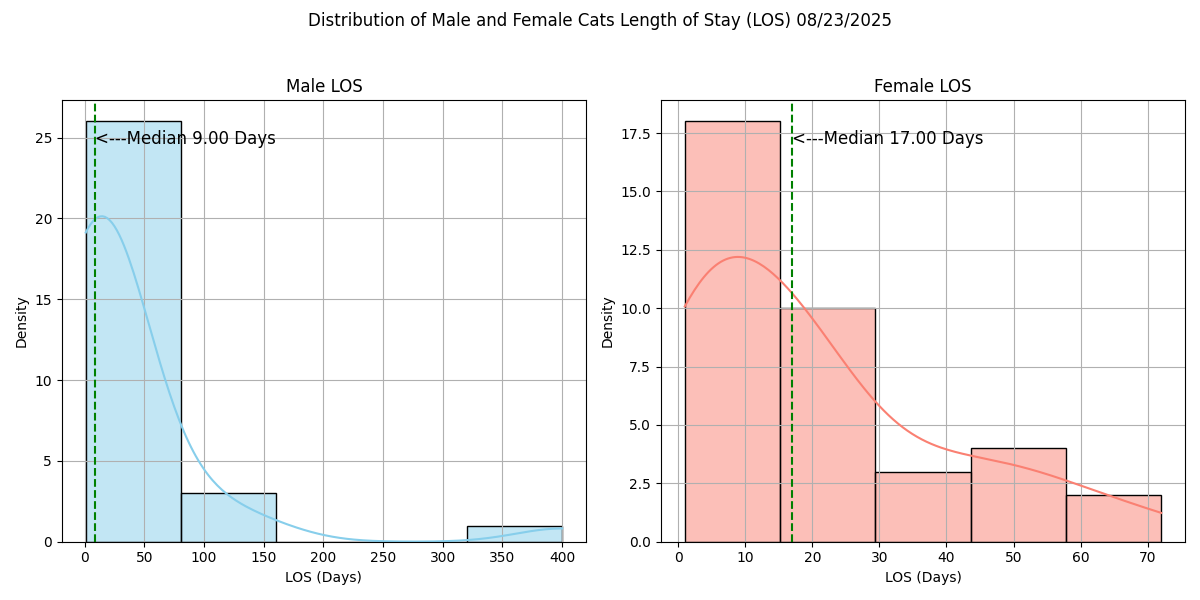 Distribution of Male and Female Cats Length of Stay (LOS) 08/23/2025
Male LOS
25
20
15
10
5
0
Density
<---Median 9.00 Days
0 50 100 150 200 250 300 350 400
LOS (Days)
Female LOS
17.5
15.0
12.5
10.0
7.5
5.0
2.5
0.0
Density
<---Median 17.00 Days
0 10 20 30 40 50 60 70
LOS (Days)